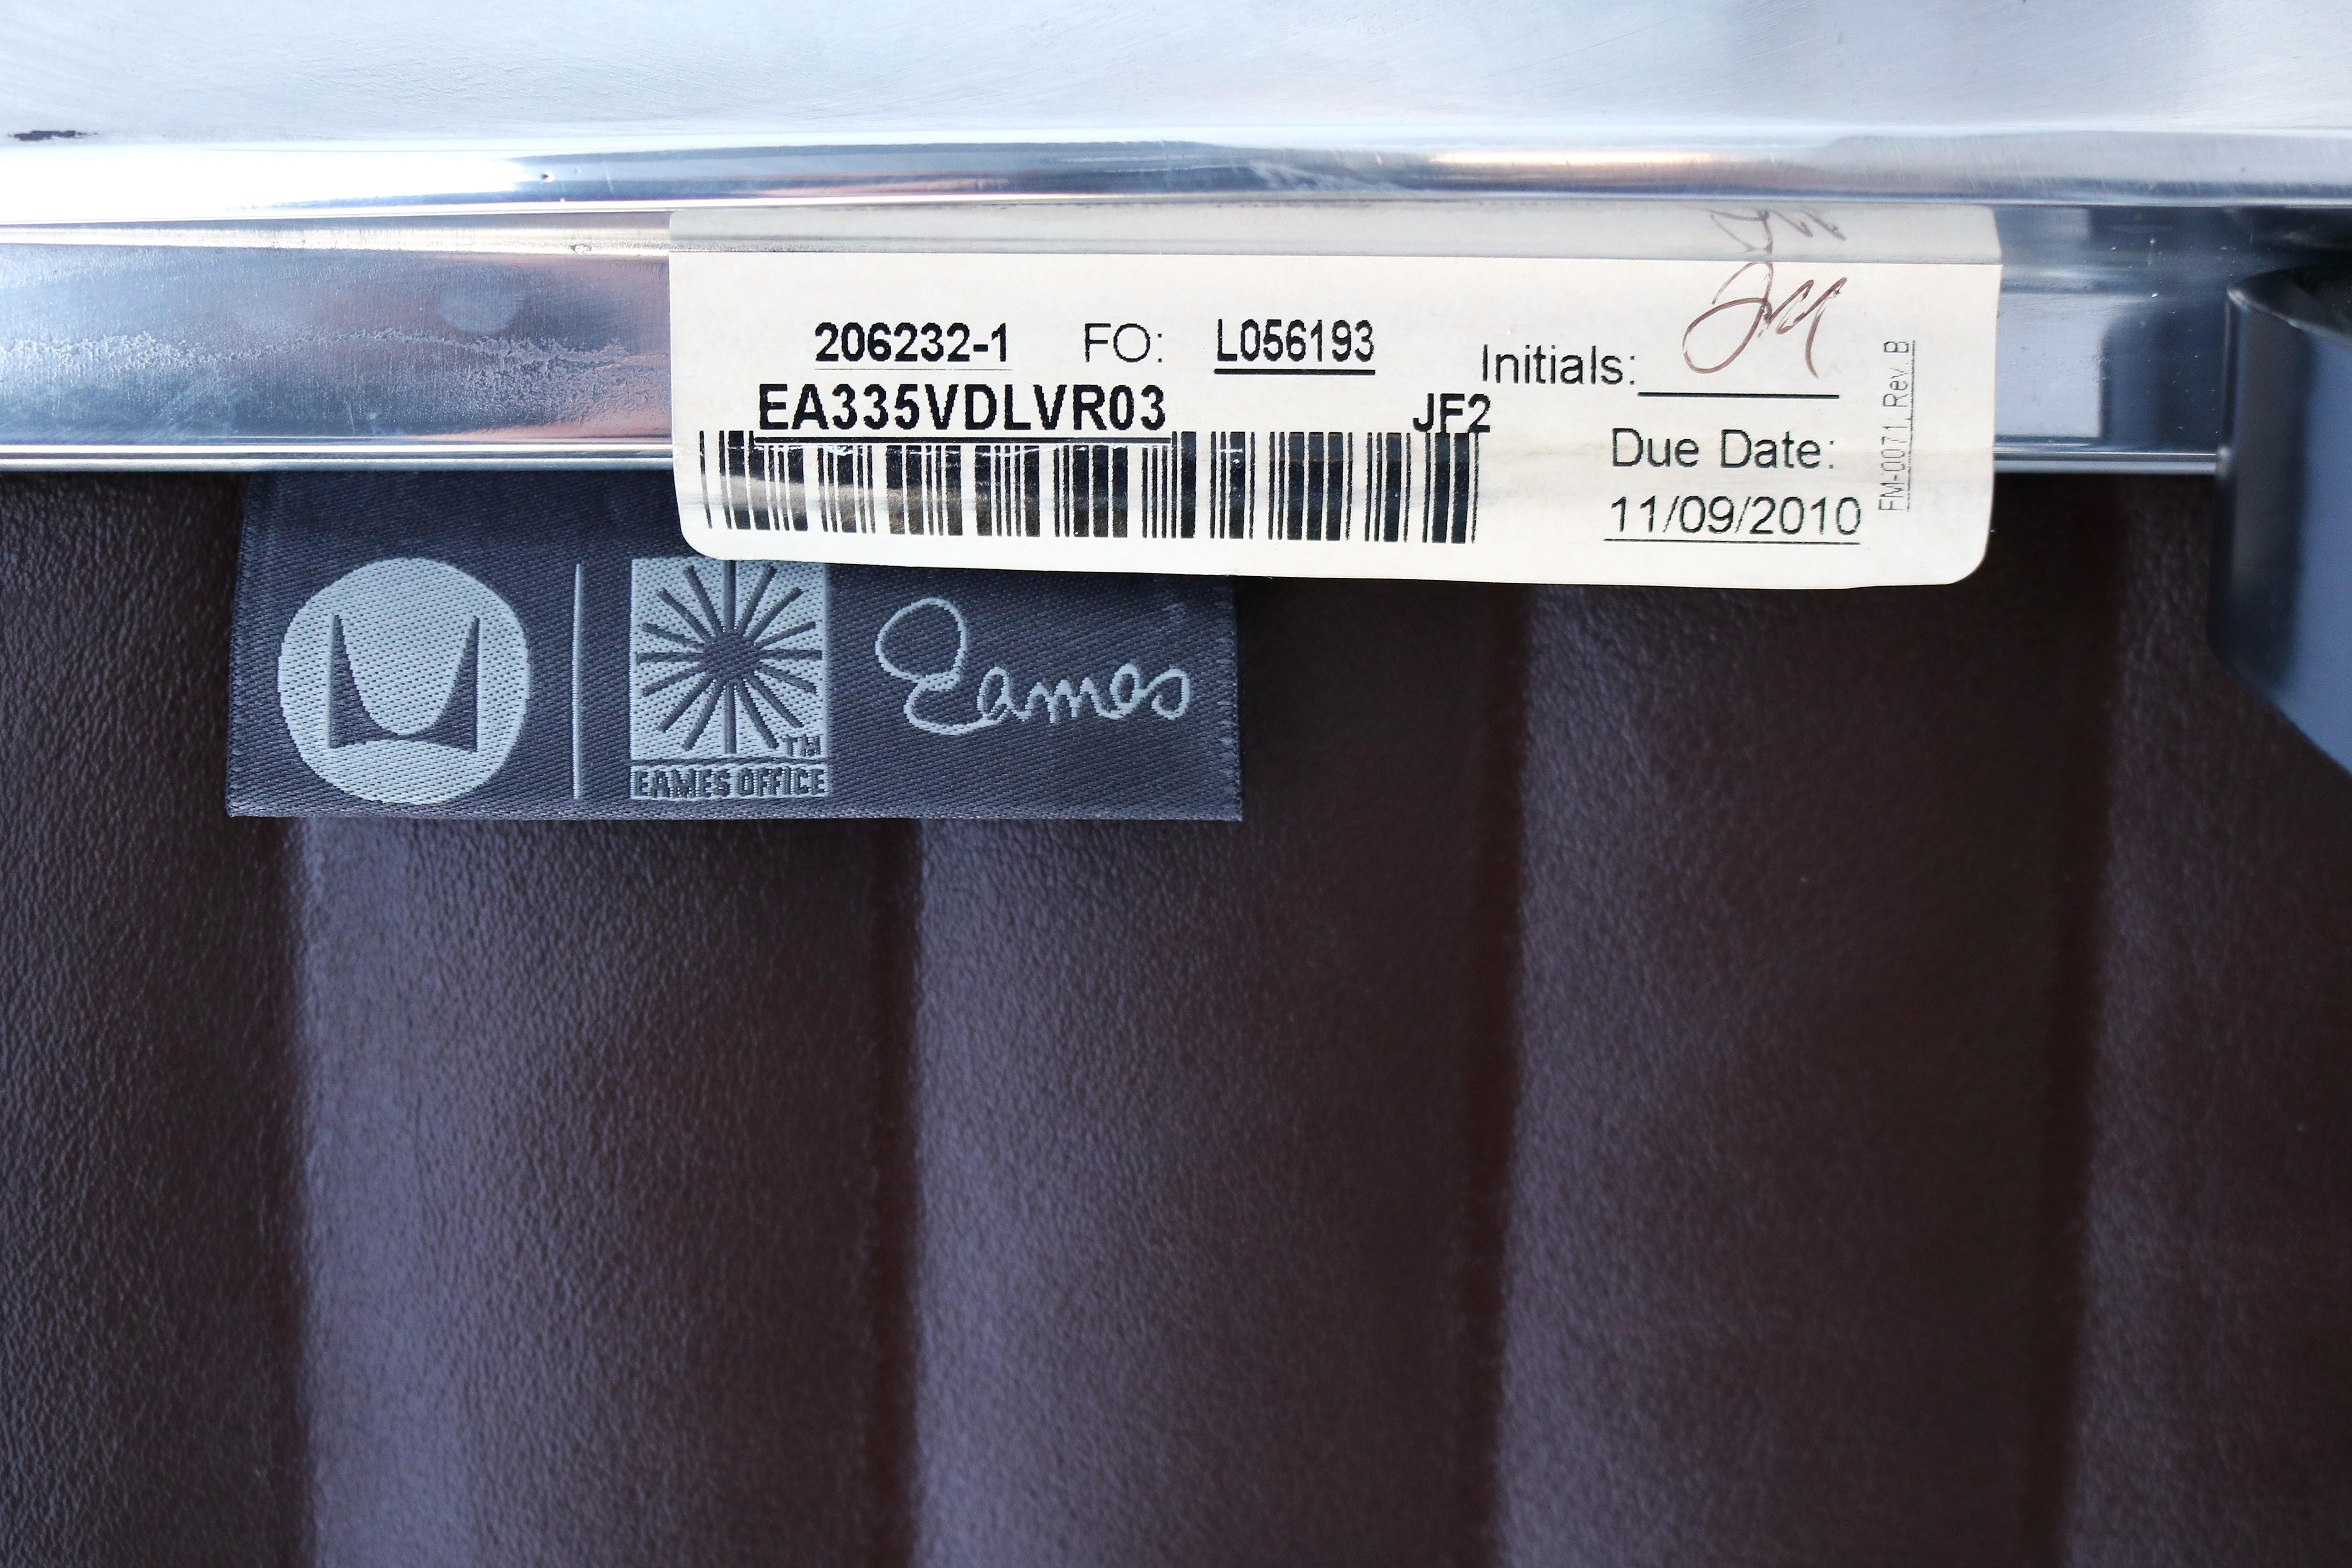 206232-1 FO: L056193
EA335VDLVR03
JF2
Initials:
Due Date:
11/09/2010
FM-0071, Rev. B
TM
EAMES OFFICE
Eames